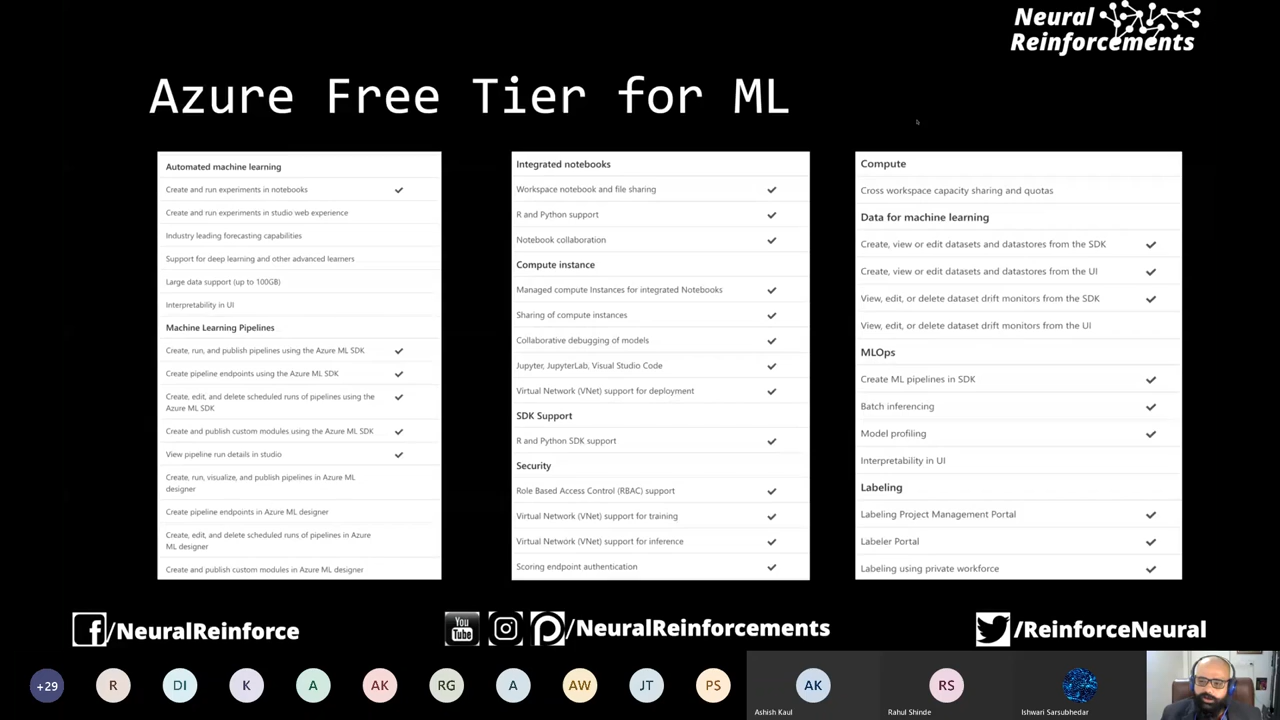 Neural
Reinforcements
Azure Free Tier for ML
Automated machine learning
Create and run experiments in notebooks
Create and run experiments in studio web experience
Industry leading forecasting capabilities
Support for deep learning and other advanced learners
Large data support (up to 100GB)
Interpretability in UI
Machine Learning Pipelines
Create, run, and publish pipelines using the Azure ML SDK
Create pipeline endpoints using the Azure ML SDK
Create, edit, and delete scheduled runs of pipelines using the
Azure ML SDK
Create and publish custom modules using the Azure ML SDK
View pipeline run details in studio
Create, run, visualize, and publish pipelines in Azure ML
designer
Create pipeline endpoints in Azure ML designer
Create, edit, and delete scheduled runs of pipelines in Azure
ML designer
Create and publish custom modules in Azure ML designer
Integrated notebooks
Workspace notebook and file sharing
R and Python support
Notebook collaboration
Compute instance
Managed compute Instances for integrated Notebooks
Sharing of compute instances
Collaborative debugging of models
Jupyter, JupyterLab, Visual Studio Code
Virtual Network (VNet) support for deployment
SDK Support
R and Python SDK support
Security
Role Based Access Control (RBAC) support
Virtual Network (VNet) support for training
Virtual Network (VNet) support for inference
Scoring endpoint authentication
Compute
Cross workspace capacity sharing and quotas
Data for machine learning
Create, view or edit datasets and datastores from the SDK
Create, view or edit datasets and datastores from the UI
View, edit, or delete dataset drift monitors from the SDK
View, edit, or delete dataset drift monitors from the UI
MLOps
Create ML pipelines in SDK
Batch inferencing
Model profiling
Interpretability in UI
Labeling
Labeling Project Management Portal
Labeler Portal
Labeling using private workforce
/NeuralReinforce
You
Tube
/NeuralReinforcements
/ReinforceNeural
+29
R
DI
K
A
AK
RG
A
AW
JT
PS
AK
RS
Ashish Kaul
Rahul Shinde
Ishwari Sarsubhedar